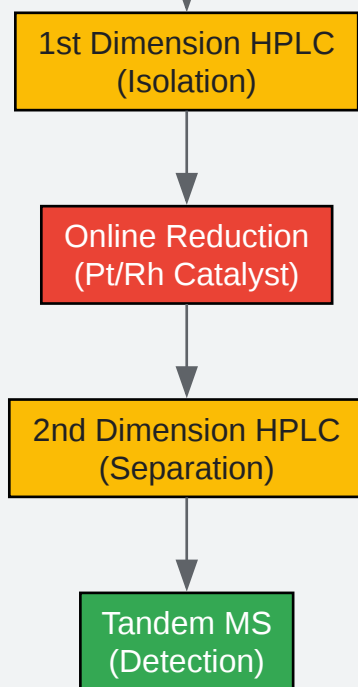 1st Dimension HPLC
(Isolation)
Online Reduction
(Pt/Rh Catalyst)
2nd Dimension HPLC
(Separation)
Tandem MS
(Detection)